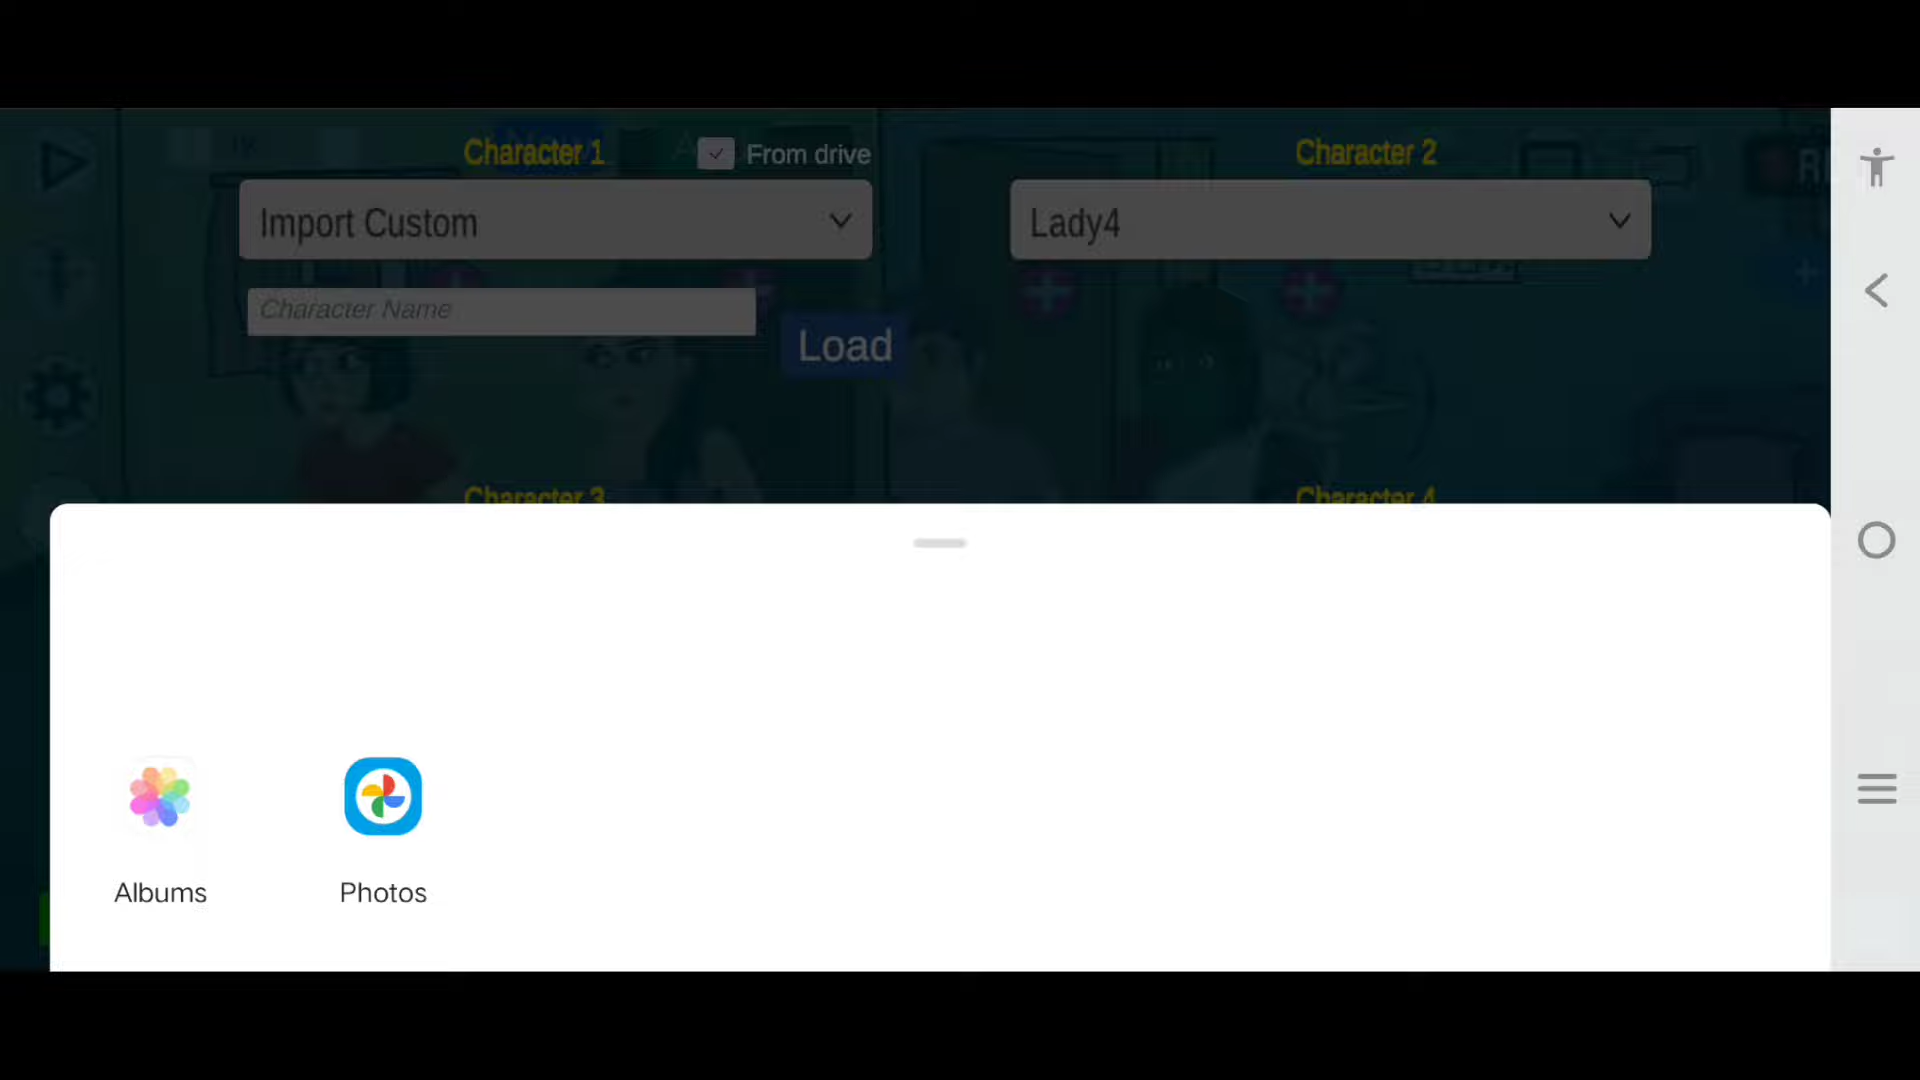 Character 1
From drive
Character 2
Import Custom
Lady4
Character Name
Load
Character 3
Character 4
Albums
Photos